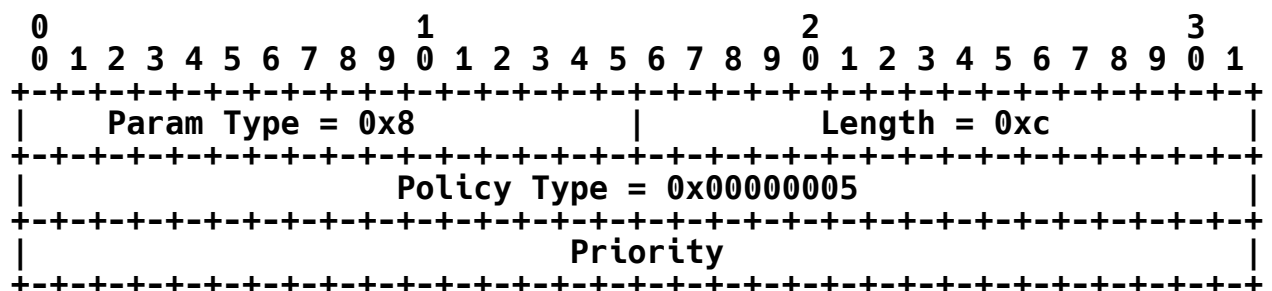 0                   1                   2                   3
 0 1 2 3 4 5 6 7 8 9 0 1 2 3 4 5 6 7 8 9 0 1 2 3 4 5 6 7 8 9 0 1
+-+-+-+-+-+-+-+-+-+-+-+-+-+-+-+-+-+-+-+-+-+-+-+-+-+-+-+-+-+-+-+-+
|    Param Type = 0x8           |         Length = 0xc          |
+-+-+-+-+-+-+-+-+-+-+-+-+-+-+-+-+-+-+-+-+-+-+-+-+-+-+-+-+-+-+-+-+
|                   Policy Type = 0x00000005                    |
+-+-+-+-+-+-+-+-+-+-+-+-+-+-+-+-+-+-+-+-+-+-+-+-+-+-+-+-+-+-+-+-+
|                            Priority                           |
+-+-+-+-+-+-+-+-+-+-+-+-+-+-+-+-+-+-+-+-+-+-+-+-+-+-+-+-+-+-+-+-+